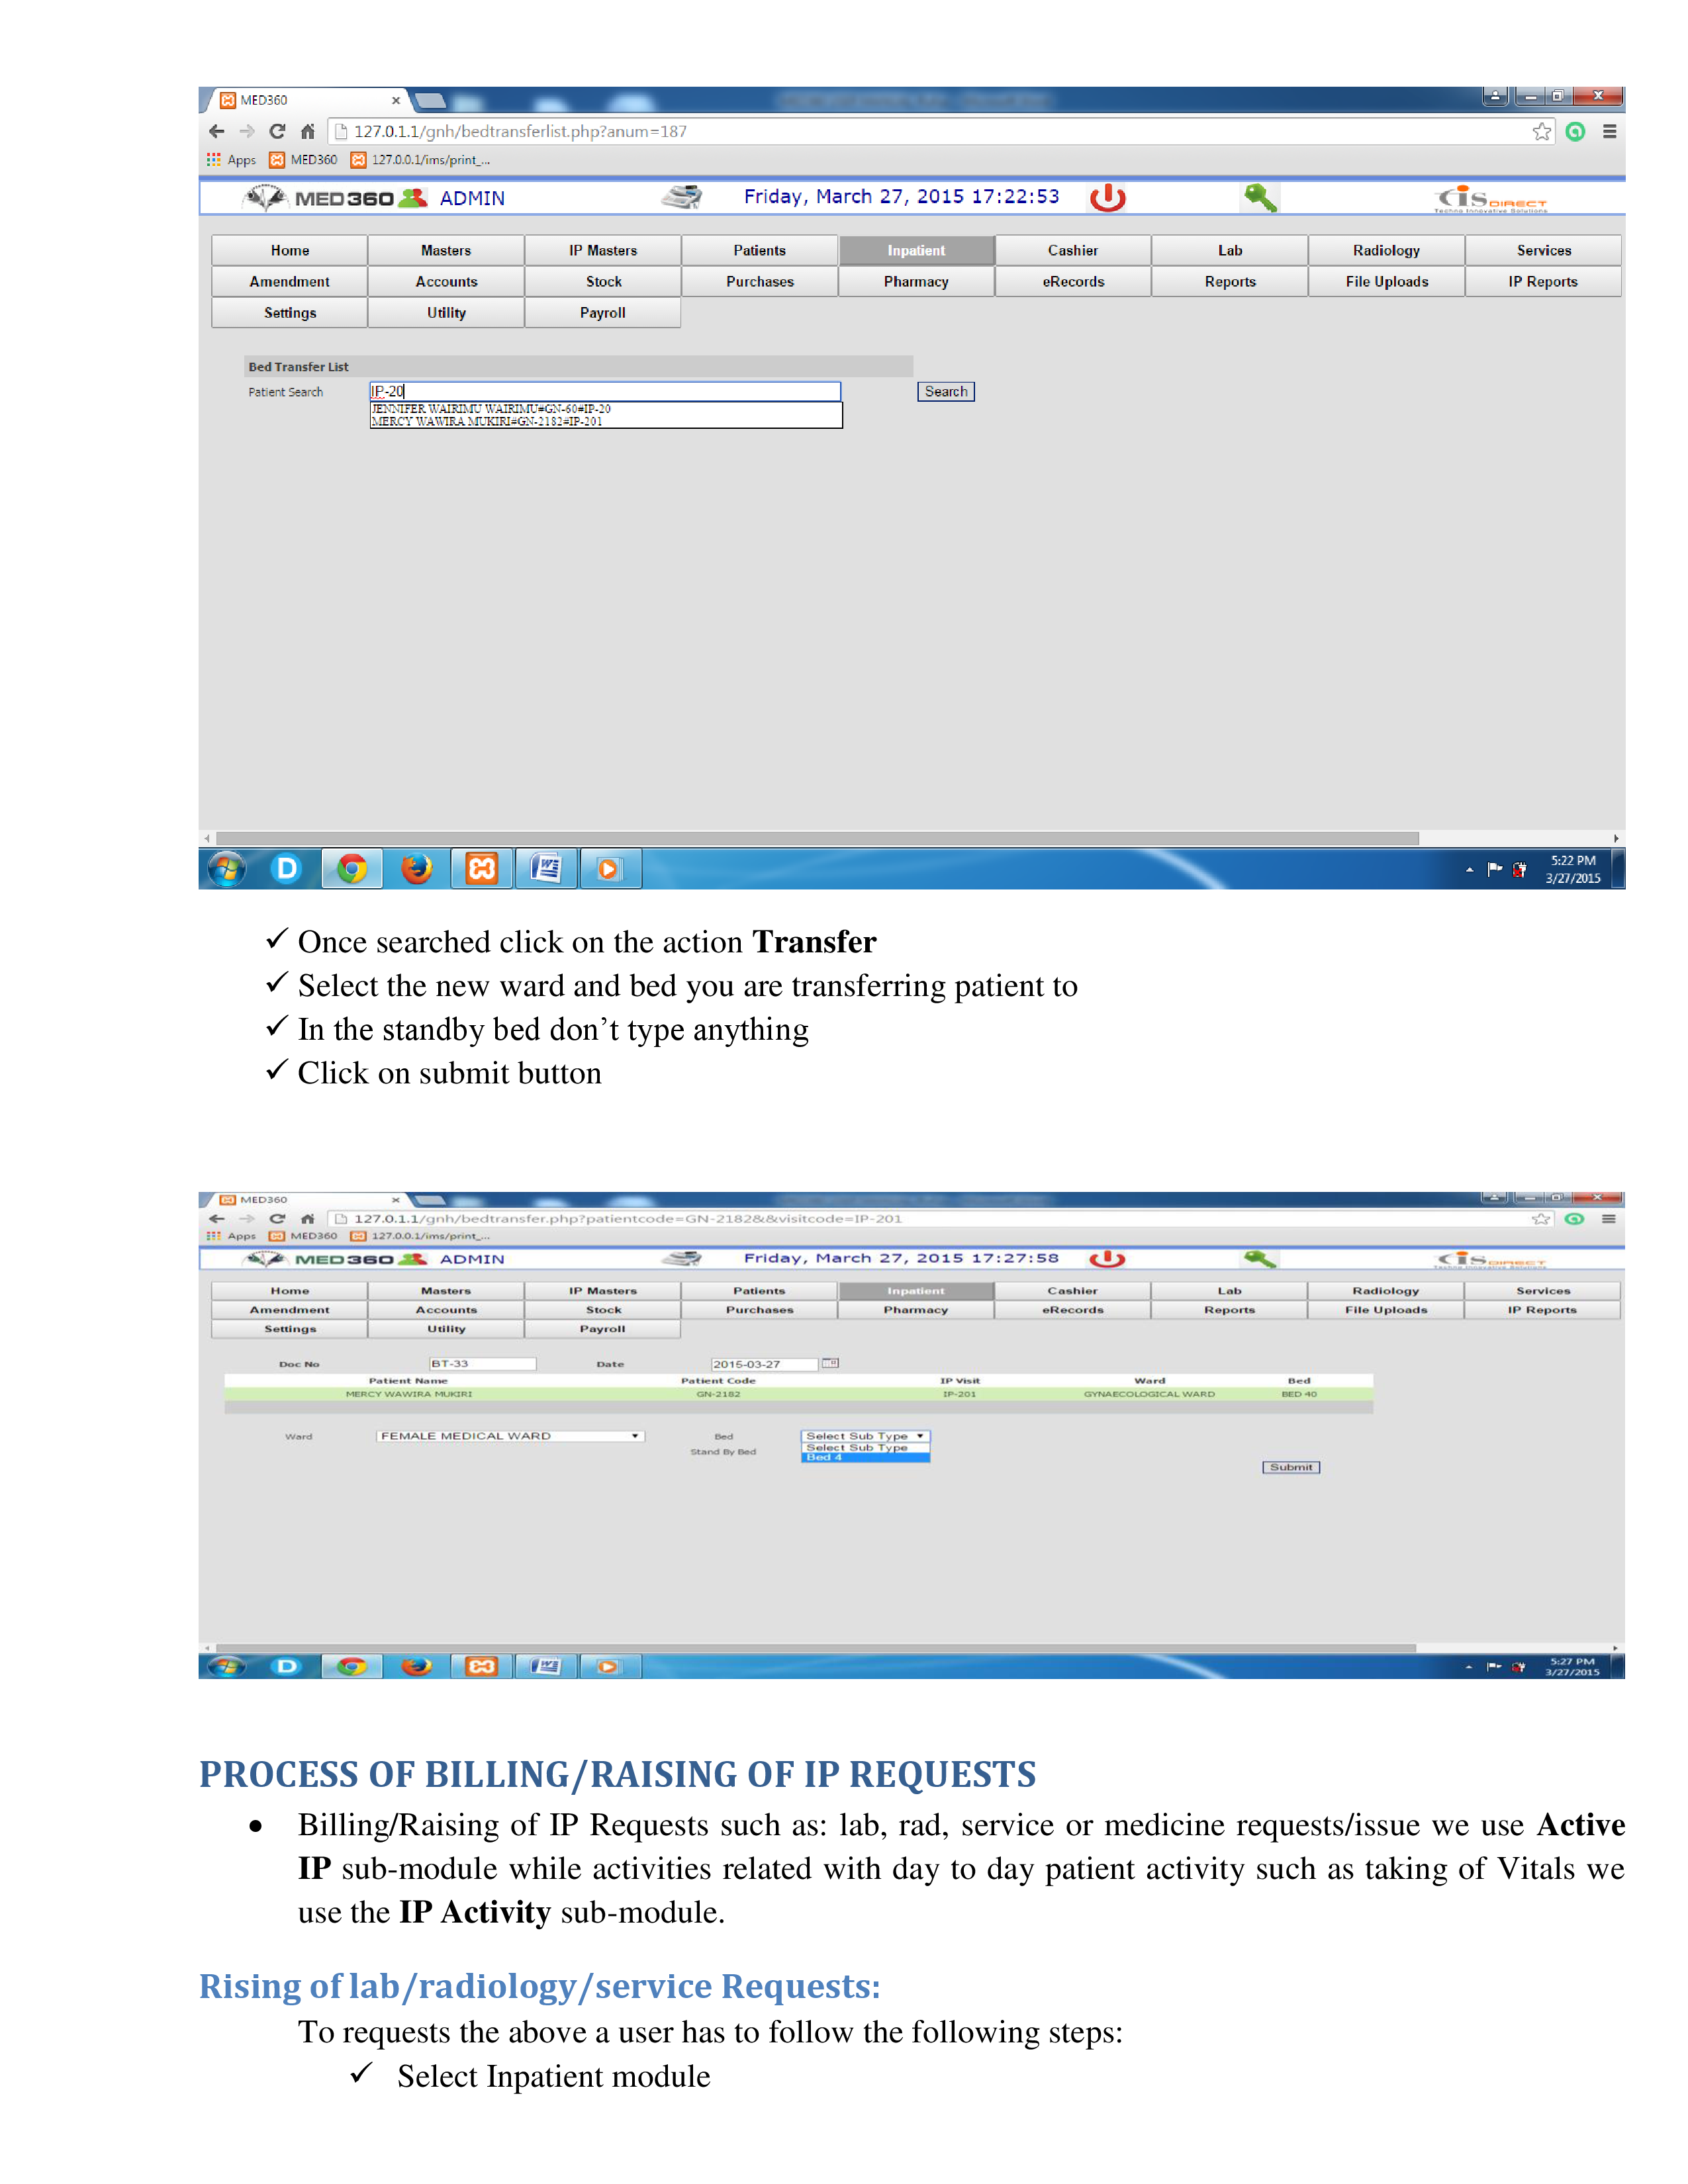 MED360
127.0.1.1/gnh/bedtransferlist.php?anum=187
Apps MED360 127.0.0.1/ims/print_...
MED360 ADMIN Friday, March 27, 2015 17:22:53 CIS DIRECT
Techno Innovative Solutions
Home Masters IP Masters Patients Inpatient Cashier Lab Radiology Services
Amendment Accounts Stock Purchases Pharmacy eRecords Reports File Uploads IP Reports
Settings Utility Payroll
Bed Transfer List
Patient Search IP-20 Search
JENNIFER WAIRIMU WAIRIMU#GN-60#IP-20
MERCY WAWIRA MUKIRI#GN-2182#IP-201
D 5:22 PM
3/27/2015
✓ Once searched click on the action Transfer
✓ Select the new ward and bed you are transferring patient to
✓ In the standby bed don’t type anything
✓ Click on submit button
MED360
127.0.1.1/gnh/bedtransfer.php?patientcode=GN-2182&&visitcode=IP-201
Apps MED360 127.0.0.1/ims/print_...
MED360 ADMIN Friday, March 27, 2015 17:27:58 CIS DIRECT
Home Masters IP Masters Patients Inpatient Cashier Lab Radiology Services
Amendment Accounts Stock Purchases Pharmacy eRecords Reports File Uploads IP Reports
Settings Utility Payroll
Doc No BT-33 Date 2015-03-27
Patient Name Patient Code IP Visit Ward Bed
MERCY WAWIRA MUKIRI GN-2182 IP-201 GYNAECOLOGICAL WARD BED 40
Ward FEMALE MEDICAL WARD Bed Select Sub Type
Select Sub Type
Stand By Bed Bed 4
Submit
D 5:27 PM
3/27/2015
PROCESS OF BILLING/RAISING OF IP REQUESTS
• Billing/Raising of IP Requests such as: lab, rad, service or medicine requests/issue we use Active
IP sub-module while activities related with day to day patient activity such as taking of Vitals we
use the IP Activity sub-module.
Rising of lab/radiology/service Requests:
To requests the above a user has to follow the following steps:
✓ Select Inpatient module